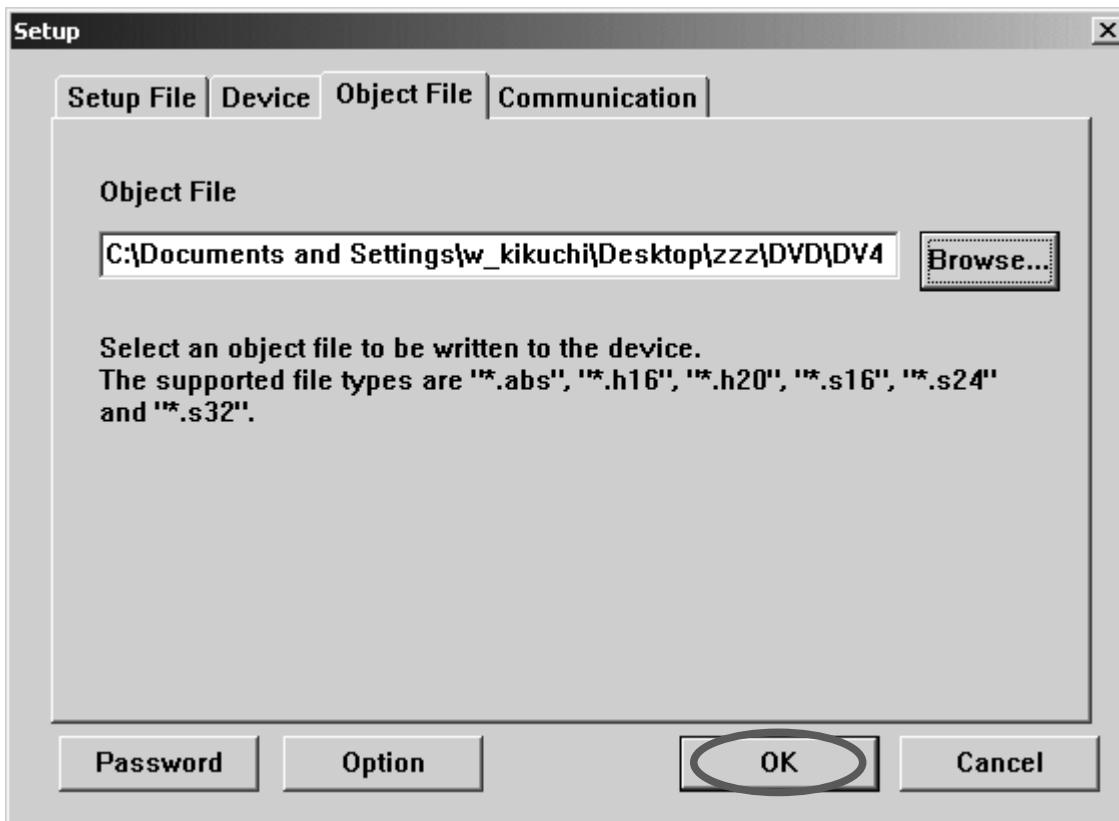 Setup
Setup File Device Object File Communication
Object File
C:\Documents and Settings\w_kikuchi\Desktop\zzz\DVD\DV4 Browse...
Select an object file to be written to the device.
The supported file types are "*.abs", "*.h16", "*.h20", "*.s16", "*.s24"
and "*.s32".
Password Option OK Cancel